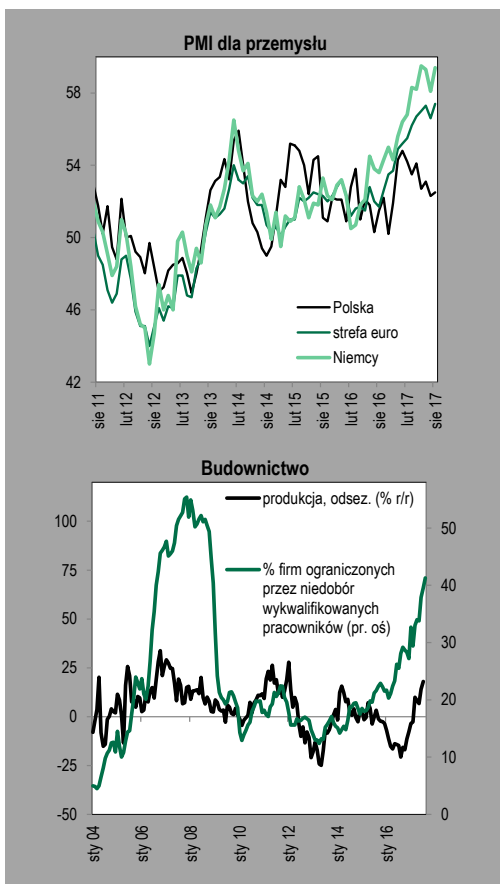 PMI dla przemysłu
58
54
50
46
42
Polska
strefa euro
Niemcy
sie 11
lut 12
sie 12
lut 13
sie 13
lut 14
sie 14
lut 15
sie 15
lut 16
sie 16
lut 17
sie 17
Budownictwo
100
75
50
25
0
-25
-50
produkcja, odsez. (% r/r)
% firm ograniczonych
przez niedobór
wykwalifikowanych
pracowników (pr. oś)
50
40
30
20
10
0
sty 04
sty 06
sty 08
sty 10
sty 12
sty 14
sty 16